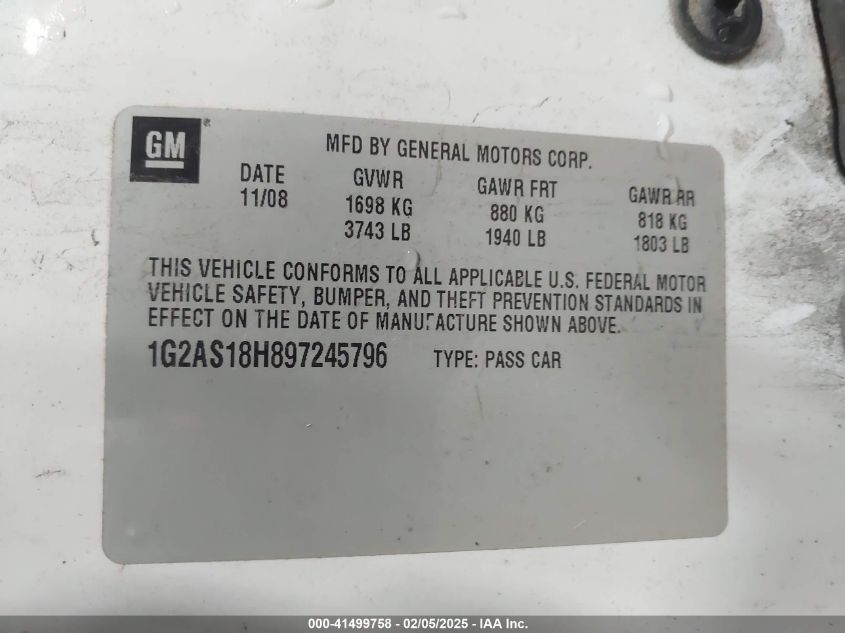 GM®
MFD BY GENERAL MOTORS CORP.
DATE GVWR GAWR FRT GAWR RR
11/08 1698 KG 880 KG 818 KG
3743 LB 1940 LB 1803 LB
THIS VEHICLE CONFORMS TO ALL APPLICABLE U.S. FEDERAL MOTOR
VEHICLE SAFETY, BUMPER, AND THEFT PREVENTION STANDARDS IN
EFFECT ON THE DATE OF MANUFACTURE SHOWN ABOVE.
1G2AS18H897245796 TYPE: PASS CAR
000-41499758 - 02/05/2025 - IAAI.com